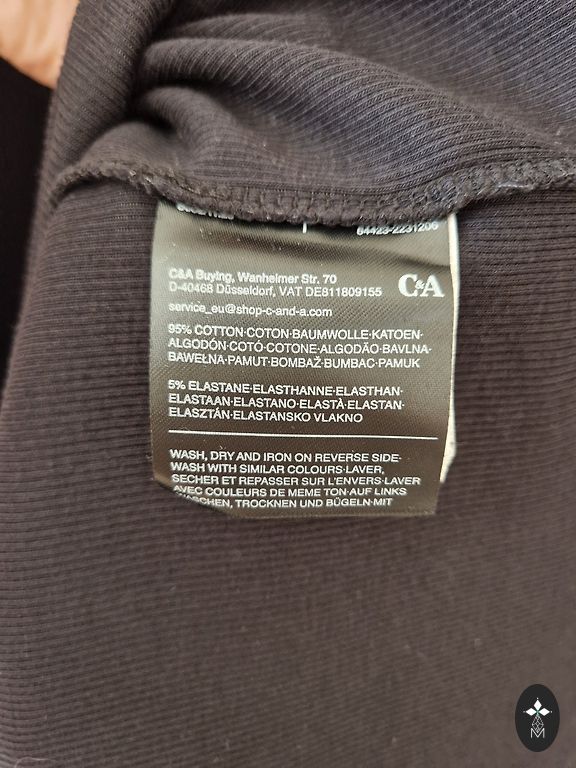 84423-2231206
C&A Buying, Wanheimer Str. 70
D-40468 Düsseldorf, VAT DE811809155
C&A
service_eu@shop-c-and-a.com
95% COTTON·COTON·BAUMWOLLE·KATOEN·
ALGODÓN·COTÓ·COTONE·ALGODÃO·BAVLNA·
BAWEŁNA·PAMUT·BOMBAŽ·BUMBAC·PAMUK
5% ELASTANE·ELASTHANNE·ELASTHAN·
ELASTAAN·ELASTANO·ELASTÀ·ELASTAN·
ELASZTÁN·ELASTANSKO VLAKNO
WASH, DRY AND IRON ON REVERSE SIDE·
WASH WITH SIMILAR COLOURS·LAVER,
SECHER ET REPASSER SUR L'ENVERS·LAVER
AVEC COULEURS DE MEME TON·AUF LINKS
TROCKNEN UND BÜGELN·MIT
M